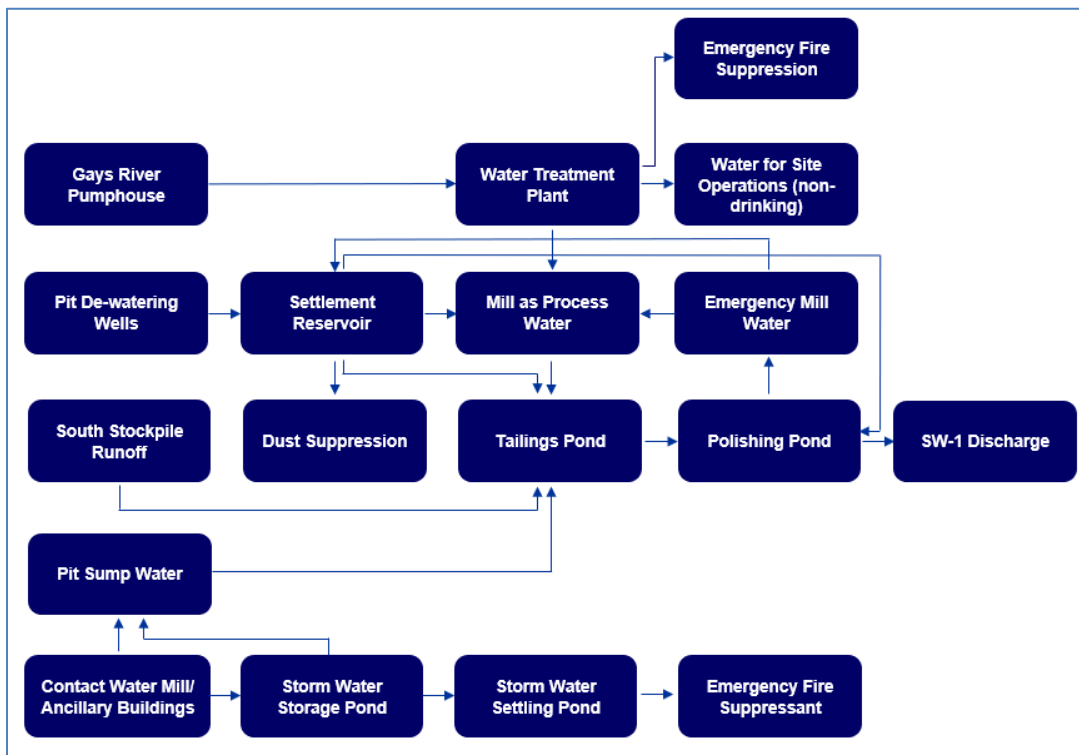 Emergency Fire
Suppression
Gays River
Pumphouse
Water Treatment
Plant
Water for Site
Operations (non-
drinking)
Pit De-watering
Wells
Settlement
Reservoir
Mill as Process
Water
Emergency Mill
Water
South Stockpile
Runoff
Dust Suppression
Tailings Pond
Polishing Pond
SW-1 Discharge
Pit Sump Water
Contact Water Mill/
Ancillary Buildings
Storm Water
Storage Pond
Storm Water
Settling Pond
Emergency Fire
Suppressant